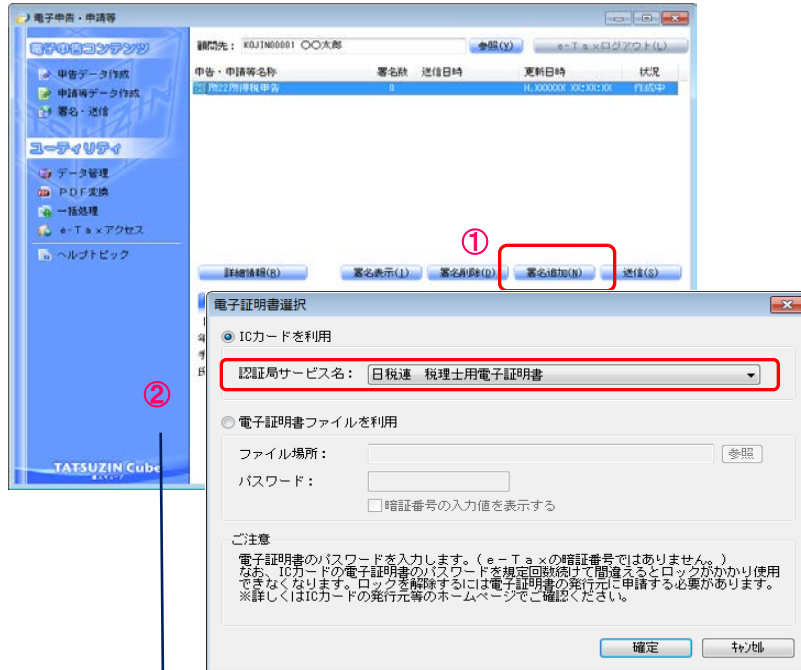 電子申告・申請等
電子申告コンテンツ
申告データ作成
申請等データ作成
署名・送信
ユーティリティ
データ管理
PDF変換
一括処理
e-Taxアクセス
ヘルプトピック
TATSUZIN Cube
顧問先： KOJIN00001 〇〇太郎
参照(V)
e-Taxログアウト(L)
申告・申請等名称 署名数 送信日時 更新日時 状況
所22所得税申告 0 H.XXXXXX XX:XX:XX 作成中
①
詳細情報(R) 署名表示(I) 署名削除(D) 署名追加(N) 送信(S)
②
電子証明書選択
ICカードを利用
認証局サービス名： 日税連 税理士用電子証明書
電子証明書ファイルを利用
ファイル場所： 参照
パスワード：
暗証番号の入力値を表示する
ご注意
電子証明書のパスワードを入力します。(e-Taxの暗証番号ではありません。)
なお、ICカードの電子証明書のパスワードを規定回数続けて間違えるとロックがかかり使用
できなくなります。ロックを解除するには電子証明書の発行元に申請する必要があります。
※詳しくはICカードの発行元等のホームページでご確認ください。
確定 ｷｬﾝｾﾙ